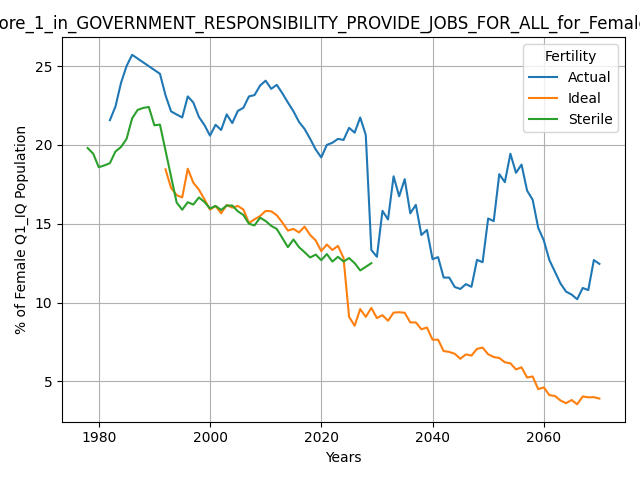 ore_1_in_GOVERNMENT_RESPONSIBILITY_PROVIDE_JOBS_FOR_ALL_for_Female
Fertility
Actual
Ideal
Sterile
% of Female Q1_IQ Population
25
20
15
10
5
1980 2000 2020 2040 2060
Years